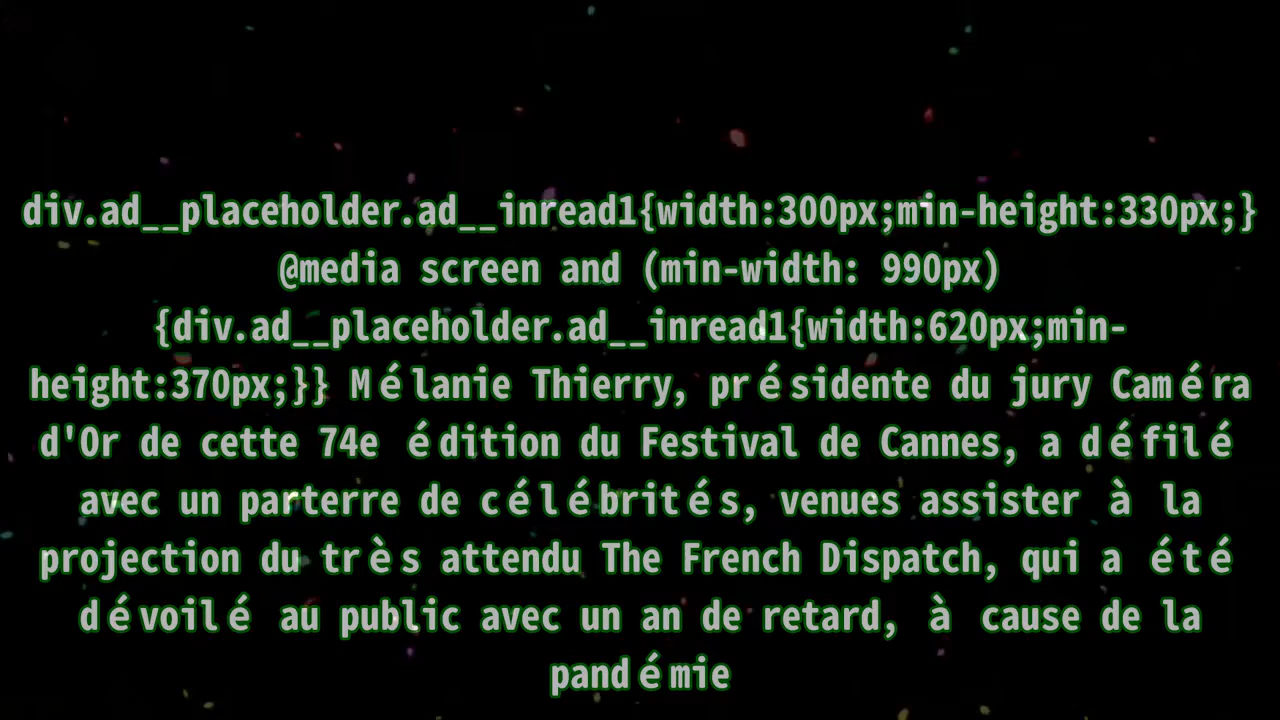 div.ad__placeholder.ad__inread1{width:300px;min-height:330px;}
@media screen and (min-width: 990px)
{div.ad__placeholder.ad__inread1{width:620px;min-
height:370px;}} Mélanie Thierry, présidente du jury Caméra
d'Or de cette 74e édition du Festival de Cannes, a défilé
avec un parterre de célébrités, venues assister à la
projection du très attendu The French Dispatch, qui a été
dévoilé au public avec un an de retard, à cause de la
pandémie